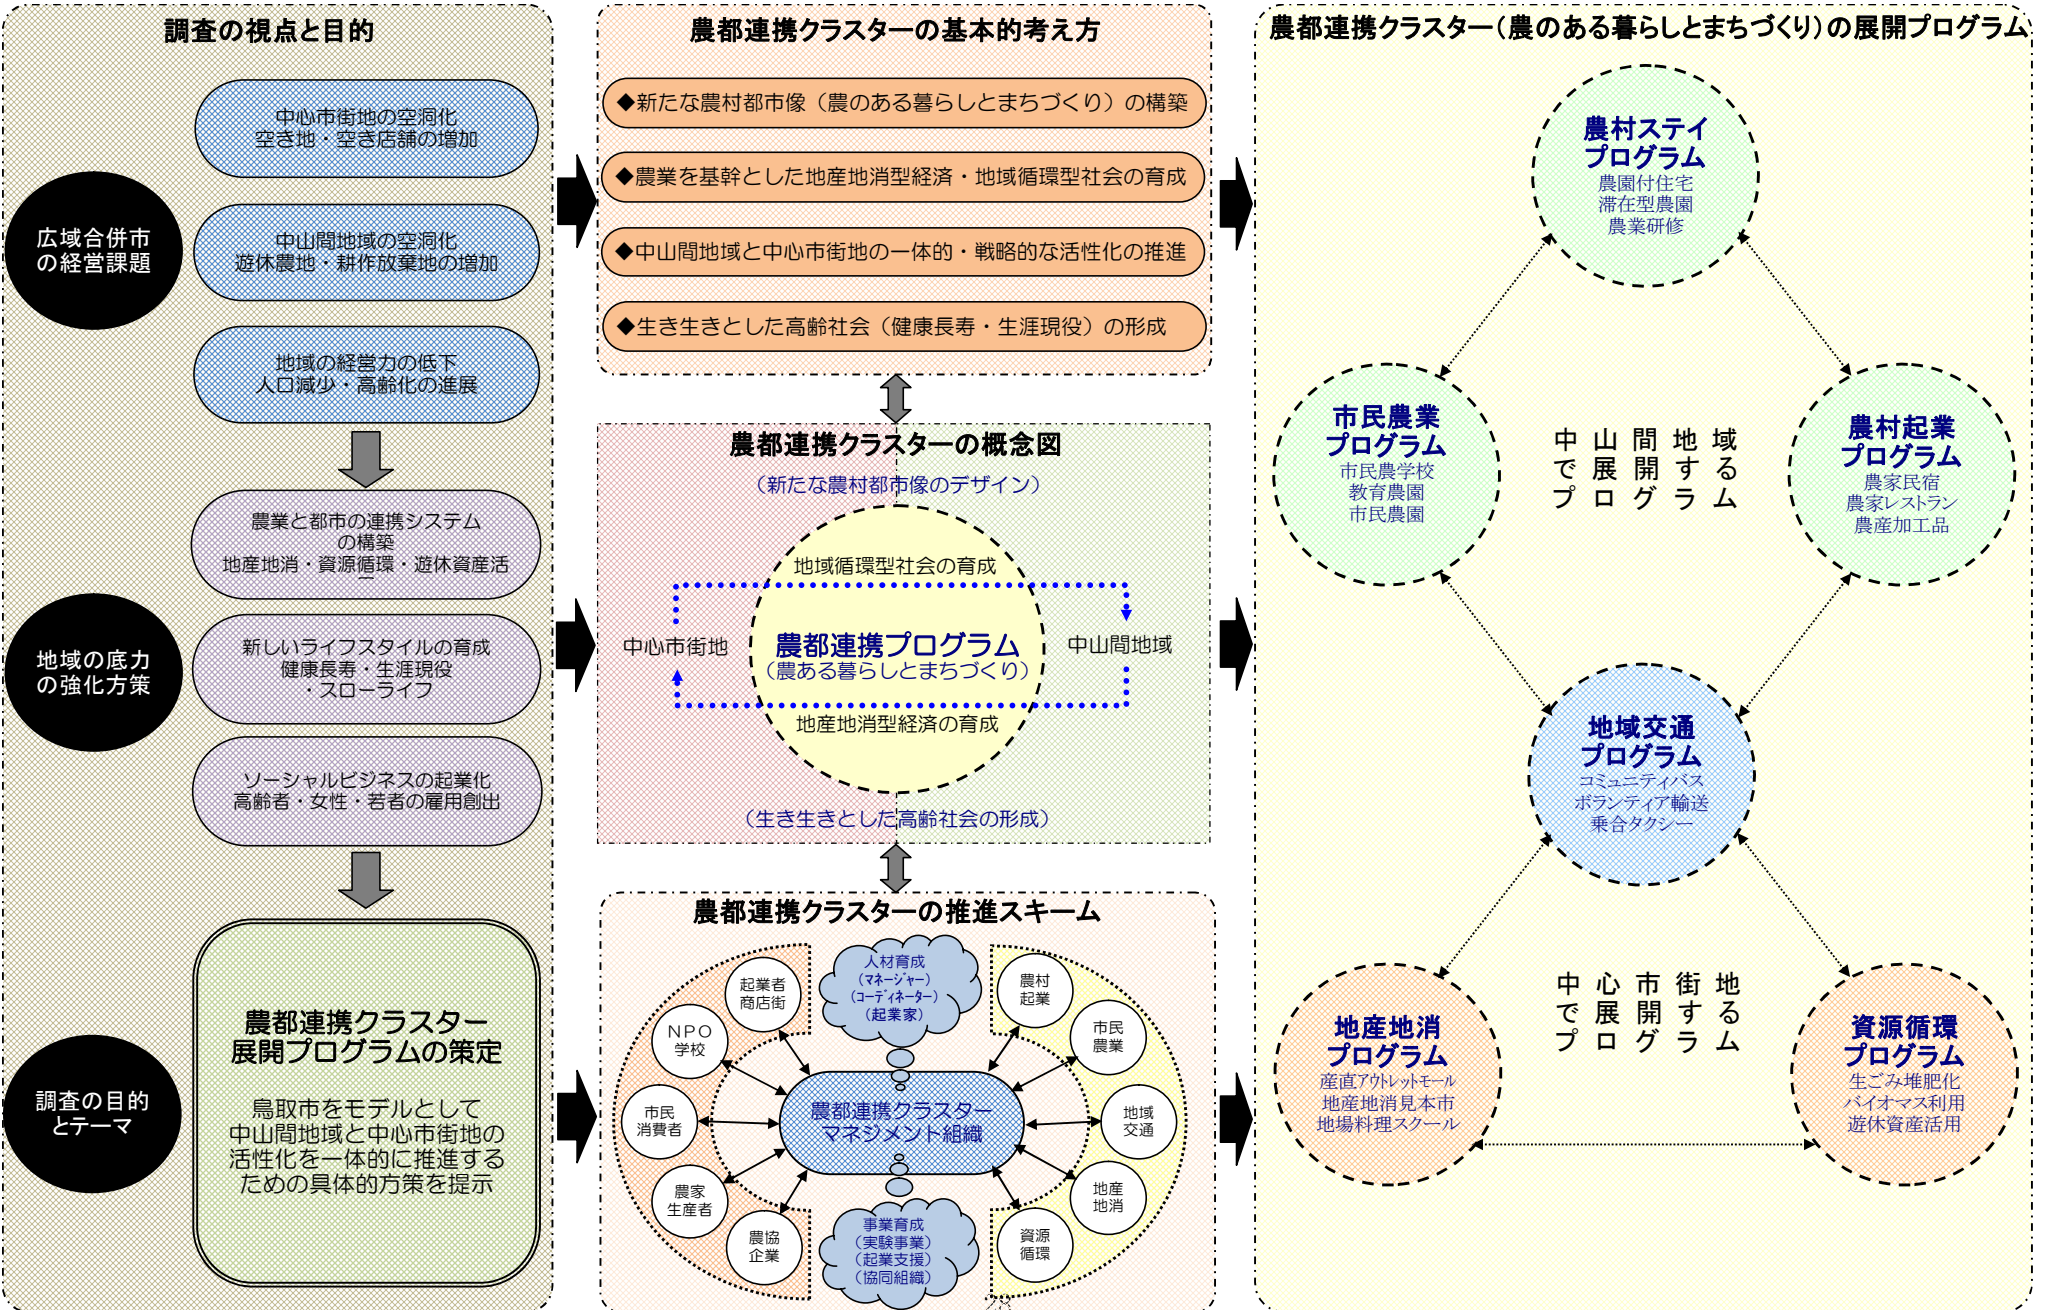 調査の視点と目的
広域合併市
の経営課題
中心市街地の空洞化
空き地・空き店舗の増加
中山間地域の空洞化
遊休農地・耕作放棄地の増加
地域の経営力の低下
人口減少・高齢化の進展
地域の底力
の強化方策
農業と都市の連携システム
の構築
地産地消・資源循環・遊休資産活
新しいライフスタイルの育成
健康長寿・生涯現役
・スローライフ
ソーシャルビジネスの起業化
高齢者・女性・若者の雇用創出
調査の目的
とテーマ
農都連携クラスター
展開プログラムの策定
鳥取市をモデルとして
中山間地域と中心市街地の
活性化を一体的に推進する
ための具体的方策を提示
農都連携クラスターの基本的考え方
◆新たな農村都市像（農のある暮らしとまちづくり）の構築
◆農業を基幹とした地産地消型経済・地域循環型社会の育成
◆中山間地域と中心市街地の一体的・戦略的な活性化の推進
◆生き生きとした高齢社会（健康長寿・生涯現役）の形成
農都連携クラスターの概念図
（新たな農村都市像のデザイン）
地域循環型社会の育成
中心市街地
農都連携プログラム
（農ある暮らしとまちづくり）
中山間地域
地産地消型経済の育成
（生き生きとした高齢社会の形成）
農都連携クラスターの推進スキーム
起業者
商店街
ＮＰＯ
学校
市民
消費者
農家
生産者
農協
企業
人材育成
（マネージャー）
（コーディネーター）
（起業家）
農都連携クラスター
マネジメント組織
事業育成
（実験事業）
（起業支援）
（協同組織）
農村
起業
市民
農業
地域
交通
地産
地消
資源
循環
28
農都連携クラスター（農のある暮らしとまちづくり）の展開プログラム
農村ステイ
プログラム
農園付住宅
滞在型農園
農業研修
市民農業
プログラム
市民農学校
教育農園
市民農園
中山間地域
で展開する
プログラム
農村起業
プログラム
農家民宿
農家レストラン
農産加工品
地域交通
プログラム
コミュニティバス
ボランティア輸送
乗合タクシー
地産地消
プログラム
産直アウトレットモール
地産地消見本市
地場料理スクール
中心市街地
で展開する
プログラム
資源循環
プログラム
生ごみ堆肥化
バイオマス利用
遊休資産活用